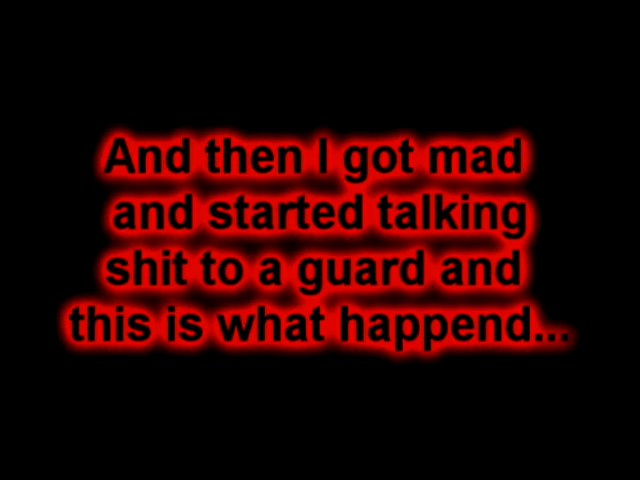 And then I got mad
and started talking
shit to a guard and
this is what happend...